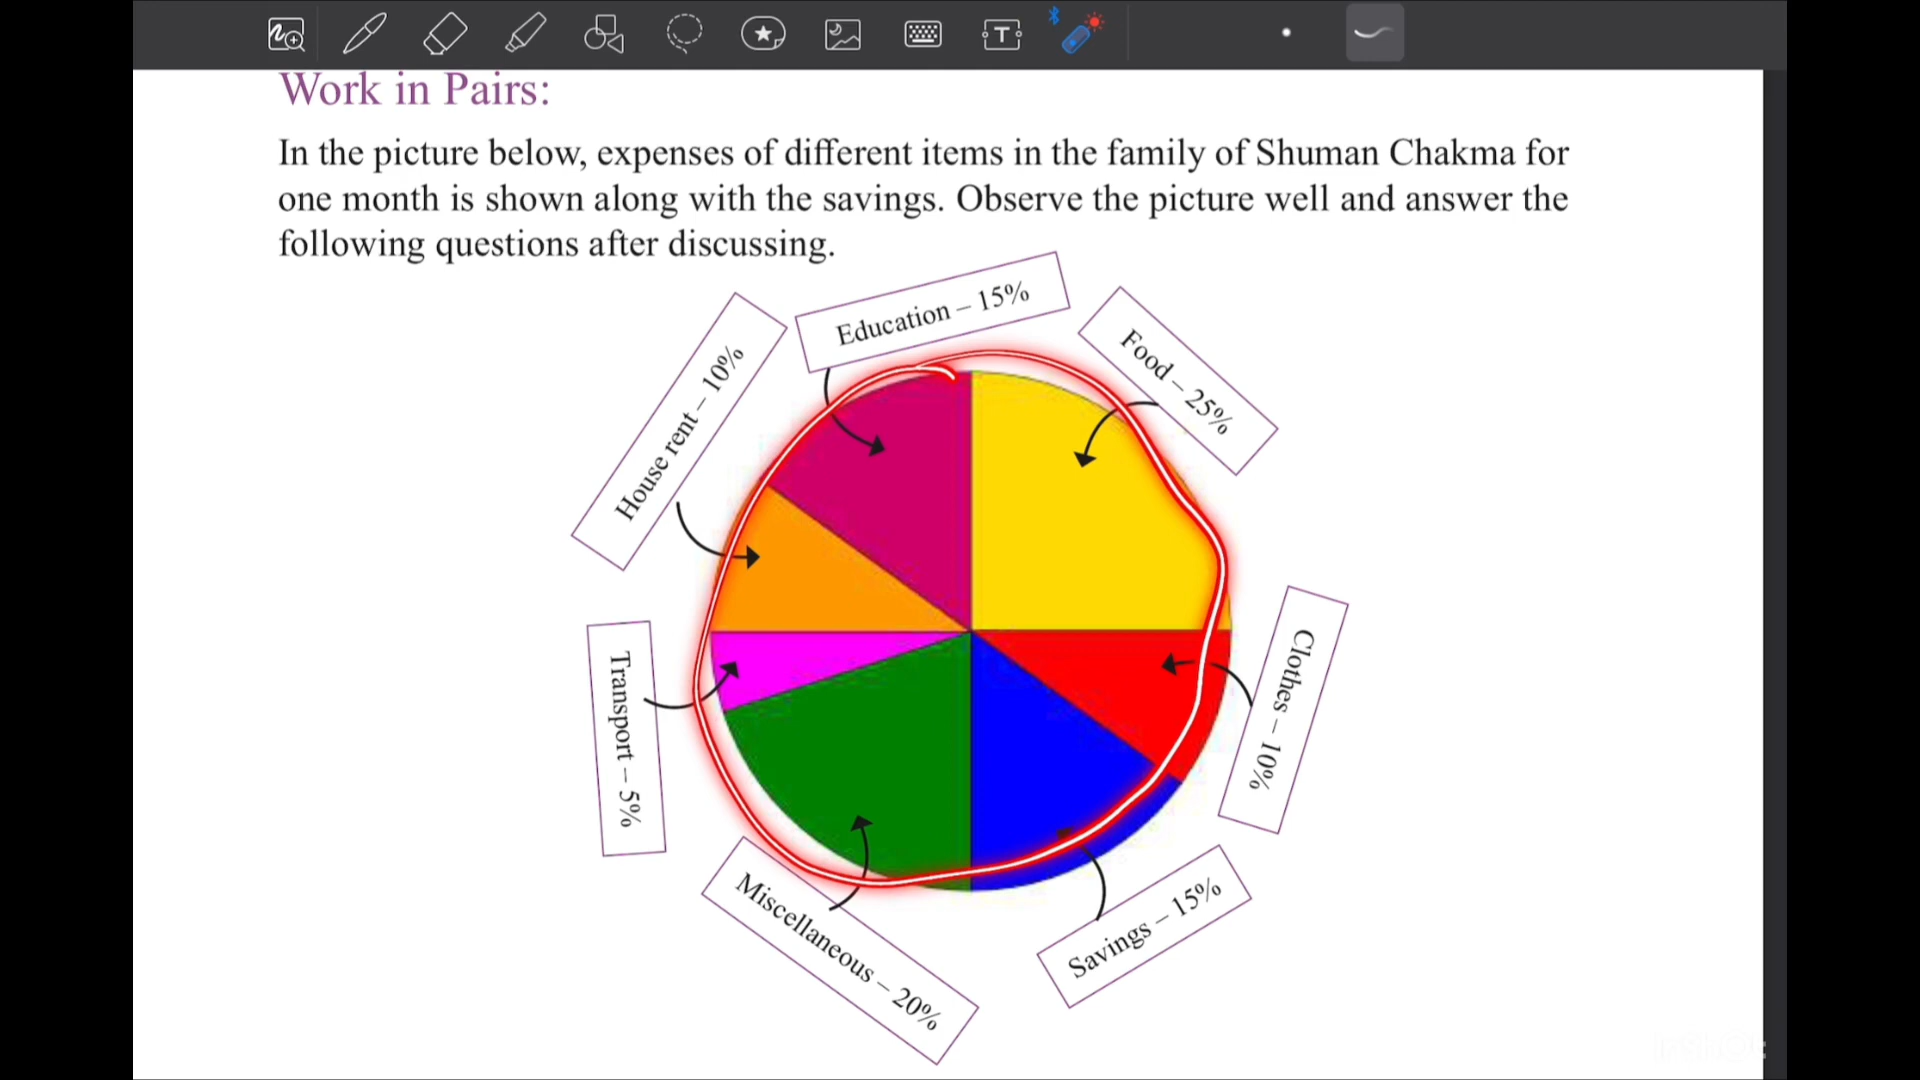 Work in Pairs:
In the picture below, expenses of different items in the family of Shuman Chakma for
one month is shown along with the savings. Observe the picture well and answer the
following questions after discussing.
Education – 15%
Food – 25%
House rent – 10%
Clothes – 10%
Transport – 5%
Savings – 15%
Miscellaneous – 20%